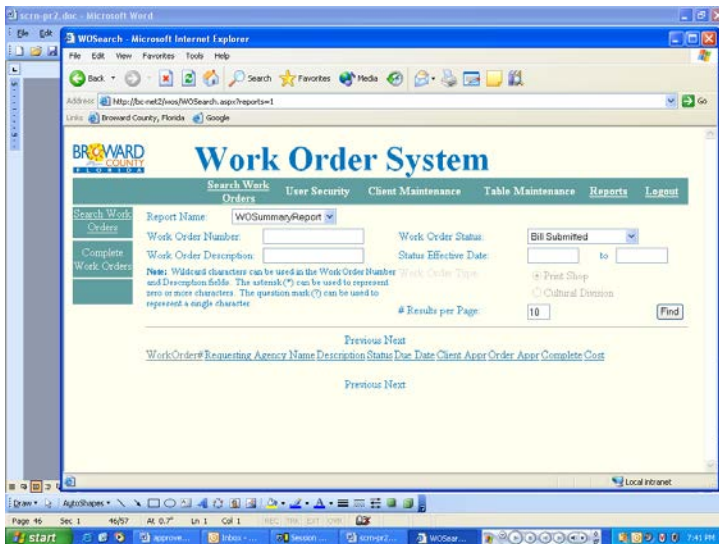 scrn-pr2.doc - Microsoft Word
File Edit
WOSearch - Microsoft Internet Explorer
File Edit View Favorites Tools Help
Back Search Favorites Media
Address http://bc-net2/wos/WOSearch.aspx?reports=1 Go
Links Broward County, Florida Google
BROWARD
COUNTY
FLORIDA
Work Order System
Search Work Orders User Security Client Maintenance Table Maintenance Reports Logout
Search Work
Orders
Complete
Work Orders
Report Name: WOSummaryReport
Work Order Number: Work Order Status: Bill Submitted
Work Order Description: Status Effective Date: to
Note: Wildcard characters can be used in the Work Order Number
and Description fields. The asterisk (*) can be used to represent
zero or more characters. The question mark (?) can be used to
represent a single character
Work Order Type: Print Shop
Cultural Division
# Results per Page: 10 Find
Previous Next
WorkOrder# Requesting Agency Name Description Status Due Date Client Appr Order Appr Complete Cost
Previous Next
Local intranet
Draw AutoShapes
Page 46 Sec 1 46/57 At 0.7" Ln 1 Col 1 REC TRK EXT OVR
start approve... Inbox - ... Session ... scrn-pr2... WOSear... 7:41 PM